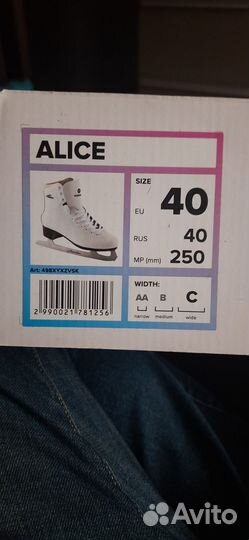 ALICE
SIZE
EU 40
RUS 40
MP (mm) 250
Art: 498XYXZVSK
2 990021 781256
WIDTH:
AA B C
narrow medium wide
Avito